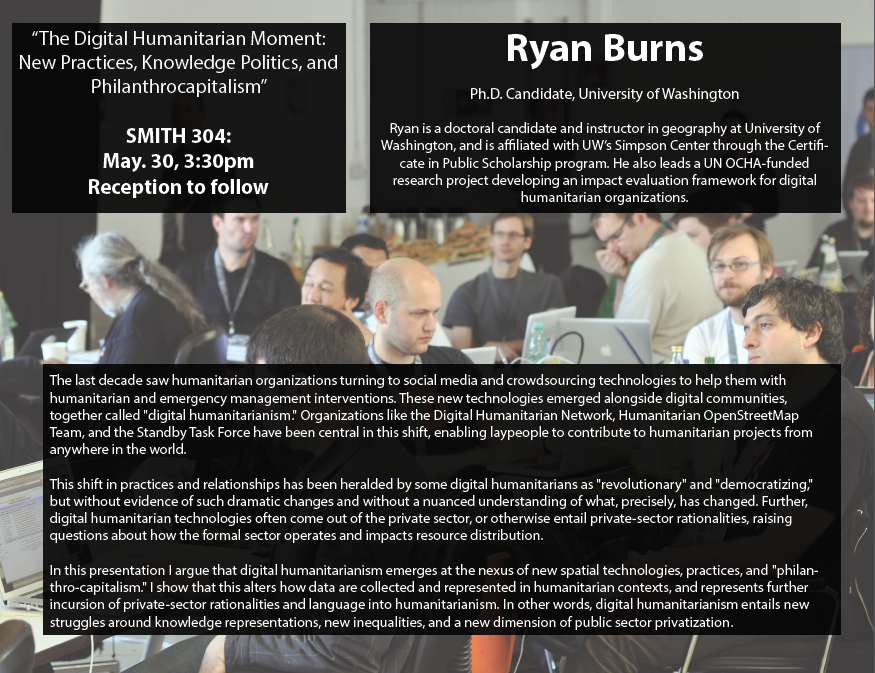 “The Digital Humanitarian Moment:
New Practices, Knowledge Politics, and
Philanthrocapitalism”
SMITH 304:
May. 30, 3:30pm
Reception to follow
Ryan Burns
Ph.D. Candidate, University of Washington
Ryan is a doctoral candidate and instructor in geography at University of
Washington, and is affiliated with UW’s Simpson Center through the Certifi-
cate in Public Scholarship program. He also leads a UN OCHA-funded
research project developing an impact evaluation framework for digital
humanitarian organizations.
The last decade saw humanitarian organizations turning to social media and crowdsourcing technologies to help them with
humanitarian and emergency management interventions. These new technologies emerged alongside digital communities,
together called "digital humanitarianism." Organizations like the Digital Humanitarian Network, Humanitarian OpenStreetMap
Team, and the Standby Task Force have been central in this shift, enabling laypeople to contribute to humanitarian projects from
anywhere in the world.
This shift in practices and relationships has been heralded by some digital humanitarians as "revolutionary" and "democratizing,"
but without evidence of such dramatic changes and without a nuanced understanding of what, precisely, has changed. Further,
digital humanitarian technologies often come out of the private sector, or otherwise entail private-sector rationalities, raising
questions about how the formal sector operates and impacts resource distribution.
In this presentation I argue that digital humanitarianism emerges at the nexus of new spatial technologies, practices, and "philan-
thro-capitalism." I show that this alters how data are collected and represented in humanitarian contexts, and represents further
incursion of private-sector rationalities and language into humanitarianism. In other words, digital humanitarianism entails new
struggles around knowledge representations, new inequalities, and a new dimension of public sector privatization.